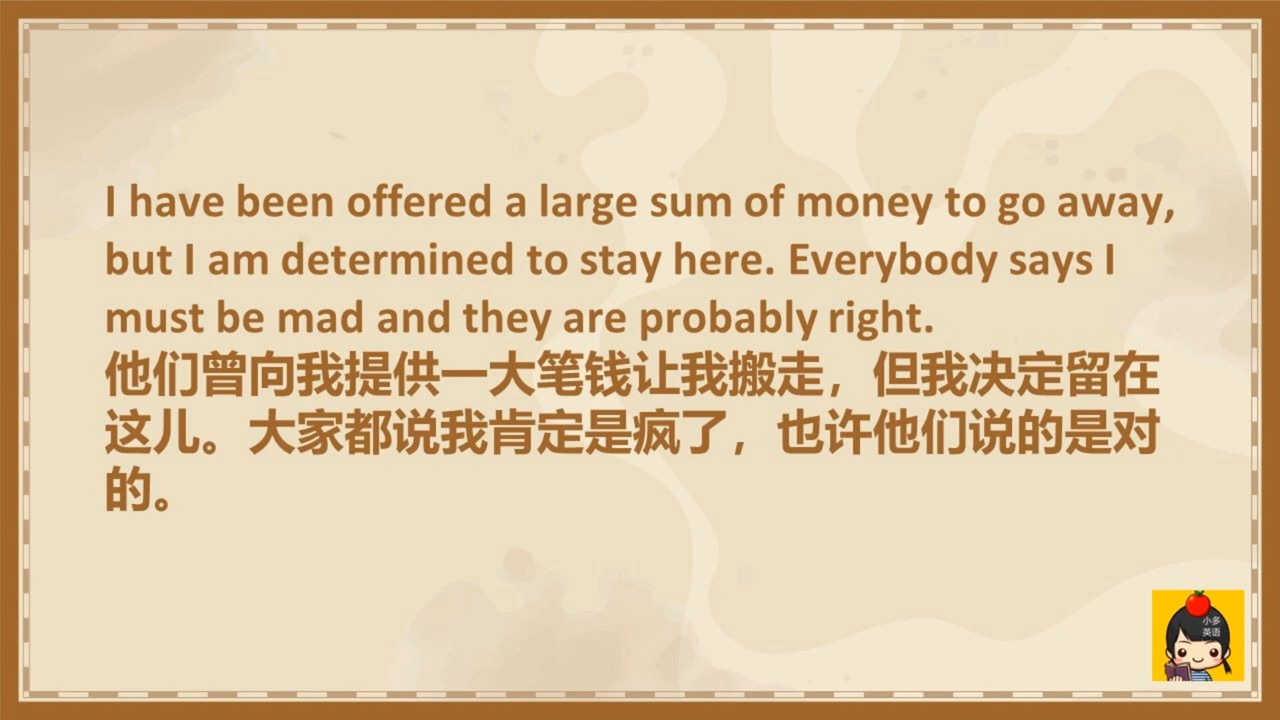 I have been offered a large sum of money to go away,
but I am determined to stay here. Everybody says I
must be mad and they are probably right.
他们曾向我提供一大笔钱让我搬走，但我决定留在
这儿。大家都说我肯定是疯了，也许他们说的是对
的。
小多
英语